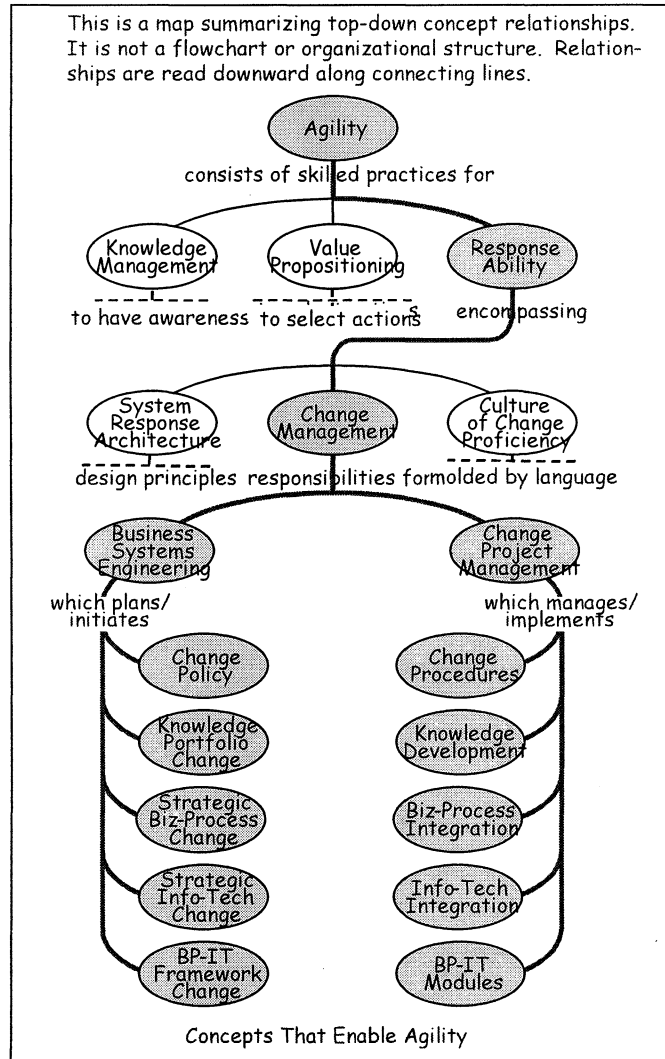 This is a map summarizing top-down concept relationships.
It is not a flowchart or organizational structure. Relation-
ships are read downward along connecting lines.
Agility
consists of skilled practices for
Knowledge
Management
Value
Propositioning
Response
Ability
to have awareness
to select actions
encompassing
System
Response
Architecture
Change
Management
Culture
of Change
Proficiency
design principles
responsibilities for
molded by language
Business
Systems
Engineering
Change
Project
Management
which plans/
initiates
which manages/
implements
Change
Policy
Change
Procedures
Knowledge
Portfolio
Change
Knowledge
Development
Strategic
Biz-Process
Change
Biz-Process
Integration
Strategic
Info-Tech
Change
Info-Tech
Integration
BP-IT
Framework
Change
BP-IT
Modules
Concepts That Enable Agility